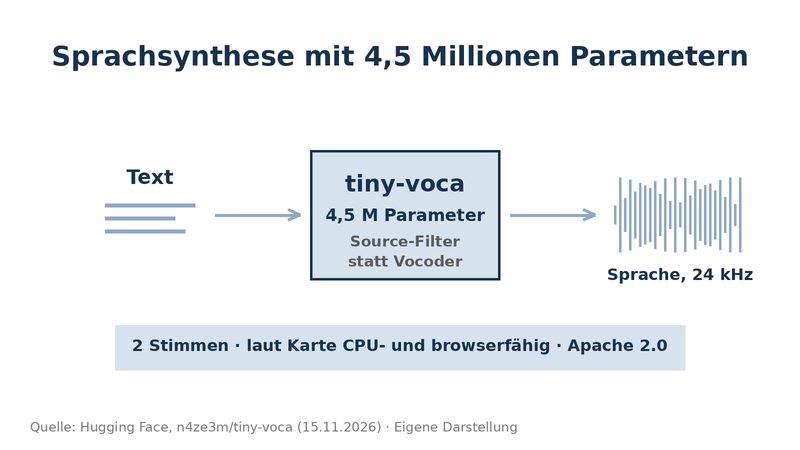 Sprachsynthese mit 4,5 Millionen Parametern
Text
tiny-voca
4,5 M Parameter
Source-Filter
statt Vocoder
Sprache, 24 kHz
2 Stimmen · laut Karte CPU- und browserfähig · Apache 2.0
Quelle: Hugging Face, n4ze3m/tiny-voca (15.11.2026) · Eigene Darstellung